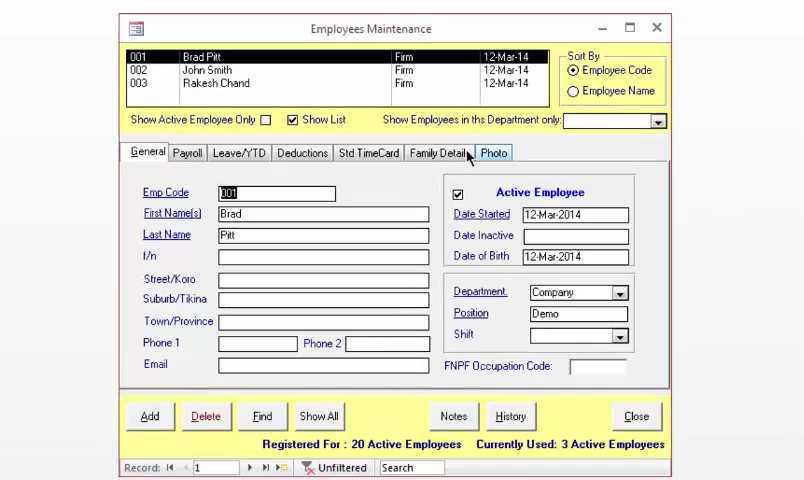 Employees Maintenance
001 Brad Pitt Firm 12-Mar-14
002 John Smith Firm 12-Mar-14
003 Rakesh Chand Firm 12-Mar-14
Sort By
Employee Code
Employee Name
Show Active Employee Only Show List Show Employees in ths Department only:
General Payroll Leave/YTD Deductions Std TimeCard Family Detail Photo
Emp Code 001
First Name(s) Brad
Last Name Pitt
f/n
Street/Koro
Suburb/Tikina
Town/Province
Phone 1 Phone 2
Email
Active Employee
Date Started 12-Mar-2014
Date Inactive
Date of Birth 12-Mar-2014
Department. Company
Position Demo
Shift
FNPF Occupation Code:
Add Delete Find Show All Notes History Close
Registered For : 20 Active Employees Currently Used: 3 Active Employees
Record: 1 Unfiltered Search